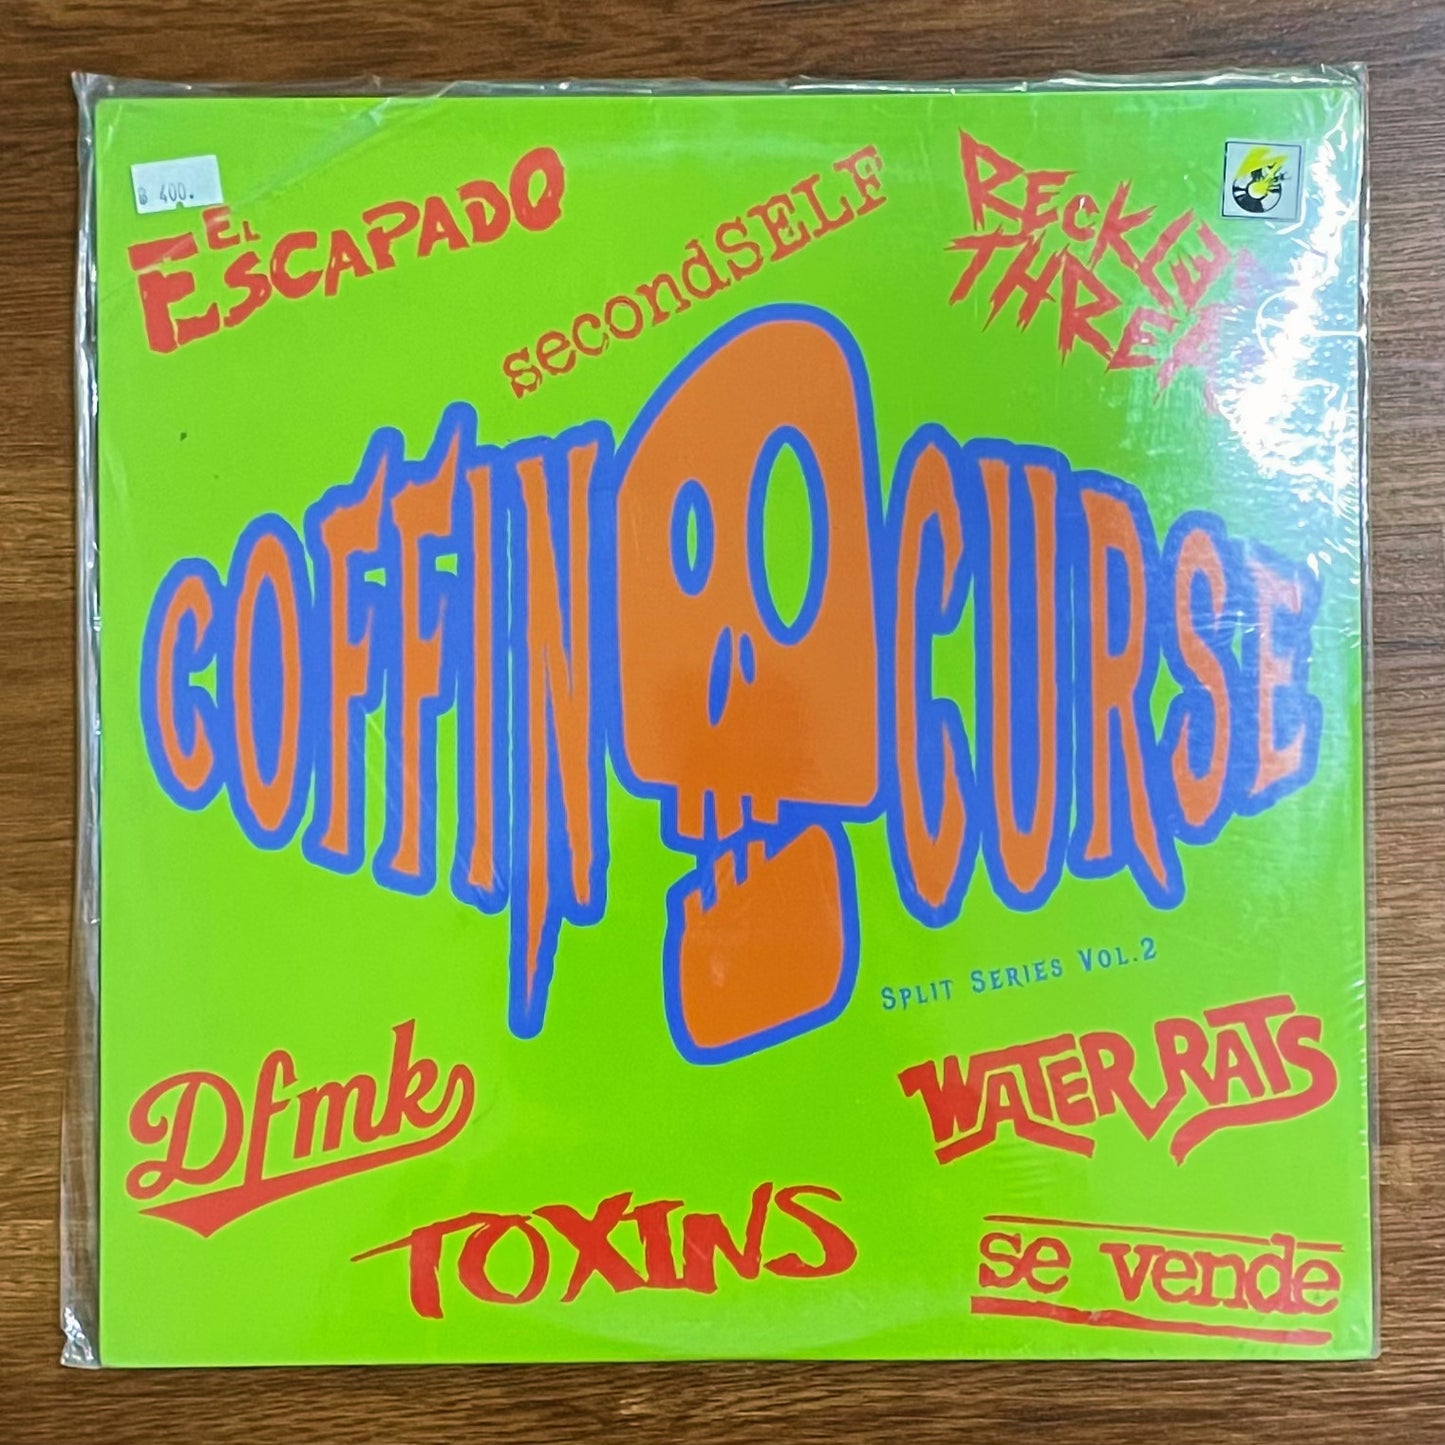 ฿ 400.
EL
ESCAPADO
secondSELF
RECKLESS
THREAT
COFFIN CURSE
SPLIT SERIES VOL.2
Dfmk
WATER RATS
TOXINS
se vende